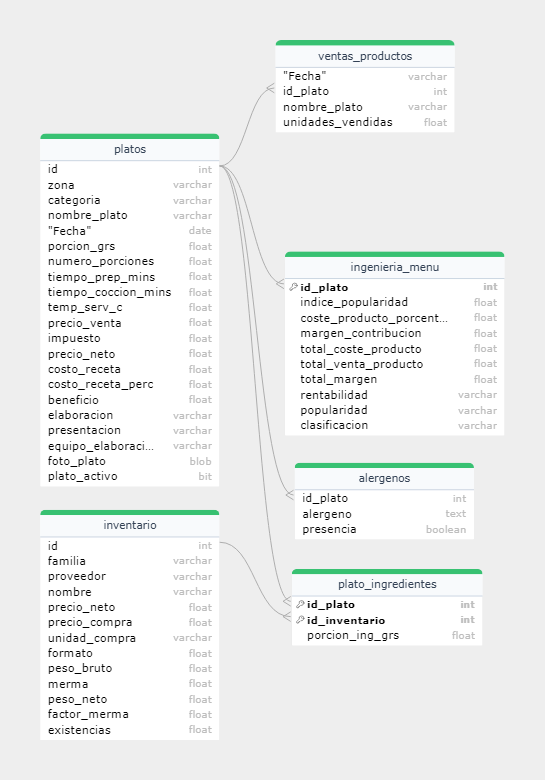 ventas_productos
"Fecha" varchar
id_plato int
nombre_plato varchar
unidades_vendidas float
platos
id int
zona varchar
categoria varchar
nombre_plato varchar
"Fecha" date
porcion_grs float
numero_porciones float
tiempo_prep_mins float
tiempo_coccion_mins float
temp_serv_c float
precio_venta float
impuesto float
precio_neto float
costo_receta float
costo_receta_perc float
beneficio float
elaboracion varchar
presentacion varchar
equipo_elaboraci... varchar
foto_plato blob
plato_activo bit
ingenieria_menu
id_plato int
indice_popularidad float
coste_producto_porcent... float
margen_contribucion float
total_coste_producto float
total_venta_producto float
total_margen float
rentabilidad varchar
popularidad varchar
clasificacion varchar
alergenos
id_plato int
alergeno text
presencia boolean
inventario
id int
familia varchar
proveedor varchar
nombre varchar
precio_neto float
precio_compra float
unidad_compra varchar
formato float
peso_bruto float
merma float
peso_neto float
factor_merma float
existencias float
plato_ingredientes
id_plato int
id_inventario int
porcion_ing_grs float